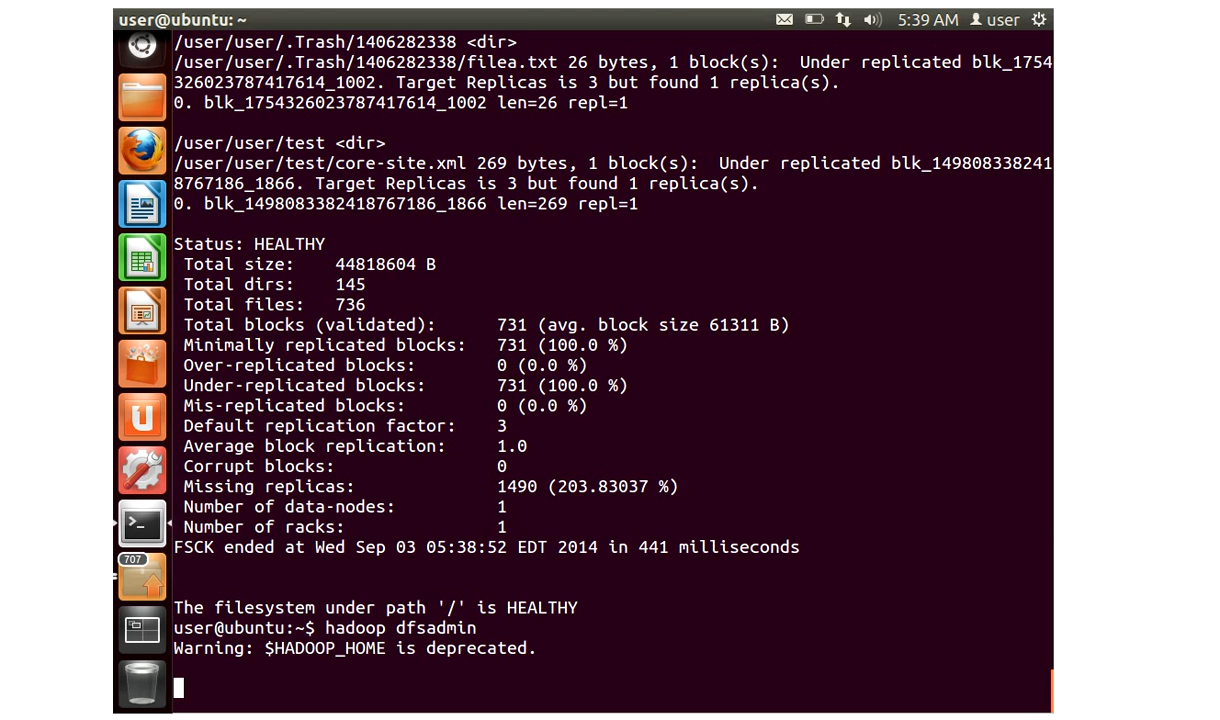 user@ubuntu: ~ 5:39 AM user
/user/user/.Trash/1406282338 <dir>
/user/user/.Trash/1406282338/filea.txt 26 bytes, 1 block(s):  Under replicated blk_1754
326023787417614_1002. Target Replicas is 3 but found 1 replica(s).
0. blk_1754326023787417614_1002 len=26 repl=1
/user/user/test <dir>
/user/user/test/core-site.xml 269 bytes, 1 block(s):  Under replicated blk_149808338241
8767186_1866. Target Replicas is 3 but found 1 replica(s).
0. blk_1498083382418767186_1866 len=269 repl=1
Status: HEALTHY
Total size:    44818604 B
Total dirs:    145
Total files:   736
Total blocks (validated):      731 (avg. block size 61311 B)
Minimally replicated blocks:   731 (100.0 %)
Over-replicated blocks:        0 (0.0 %)
Under-replicated blocks:       731 (100.0 %)
Mis-replicated blocks:         0 (0.0 %)
Default replication factor:    3
Average block replication:     1.0
Corrupt blocks:                0
Missing replicas:              1490 (203.83037 %)
Number of data-nodes:          1
Number of racks:               1
FSCK ended at Wed Sep 03 05:38:52 EDT 2014 in 441 milliseconds
707
The filesystem under path '/' is HEALTHY
user@ubuntu:~$ hadoop dfsadmin
Warning: $HADOOP_HOME is deprecated.